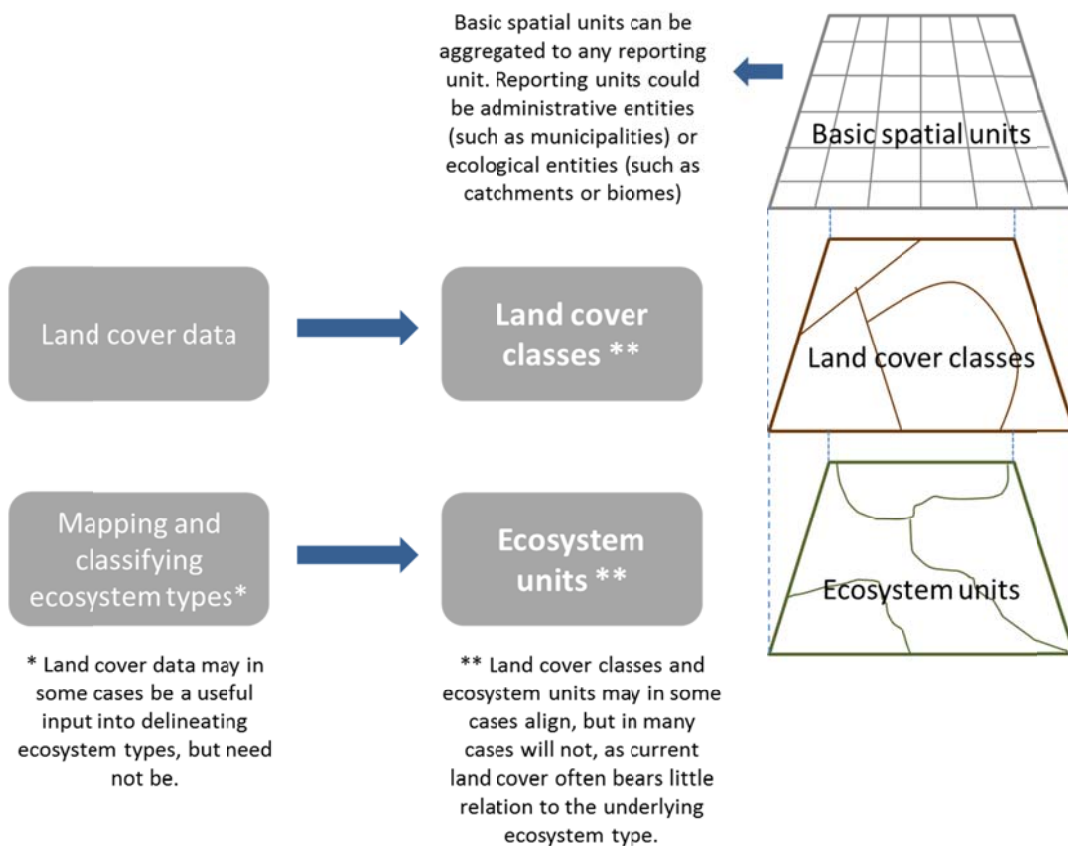 Basic spatial units can be
aggregated to any reporting
unit. Reporting units could
be administrative entities
(such as municipalities) or
ecological entities (such as
catchments or biomes)
Basic spatial units
Land cover data
Land cover
classes **
Land cover classes
Mapping and
classifying
ecosystem types*
Ecosystem
units **
Ecosystem units
* Land cover data may in
some cases be a useful
input into delineating
ecosystem types, but need
not be.
** Land cover classes and
ecosystem units may in some
cases align, but in many
cases will not, as current
land cover often bears little
relation to the underlying
ecosystem type.